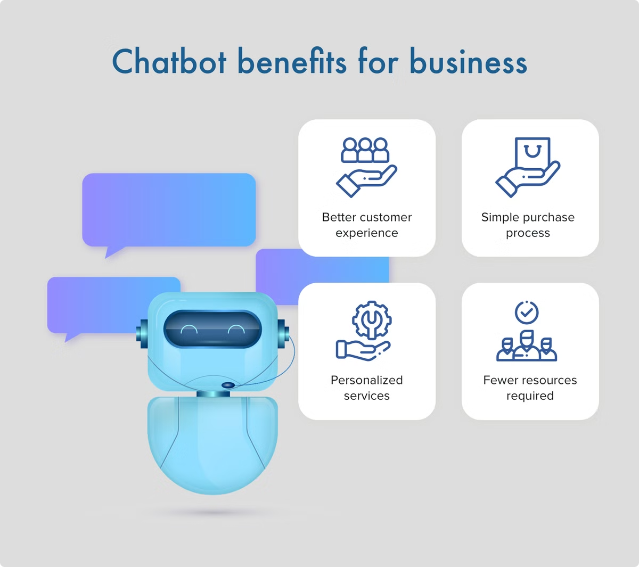 Chatbot benefits for business
Better customer
experience
Simple purchase
process
Personalized
services
Fewer resources
required